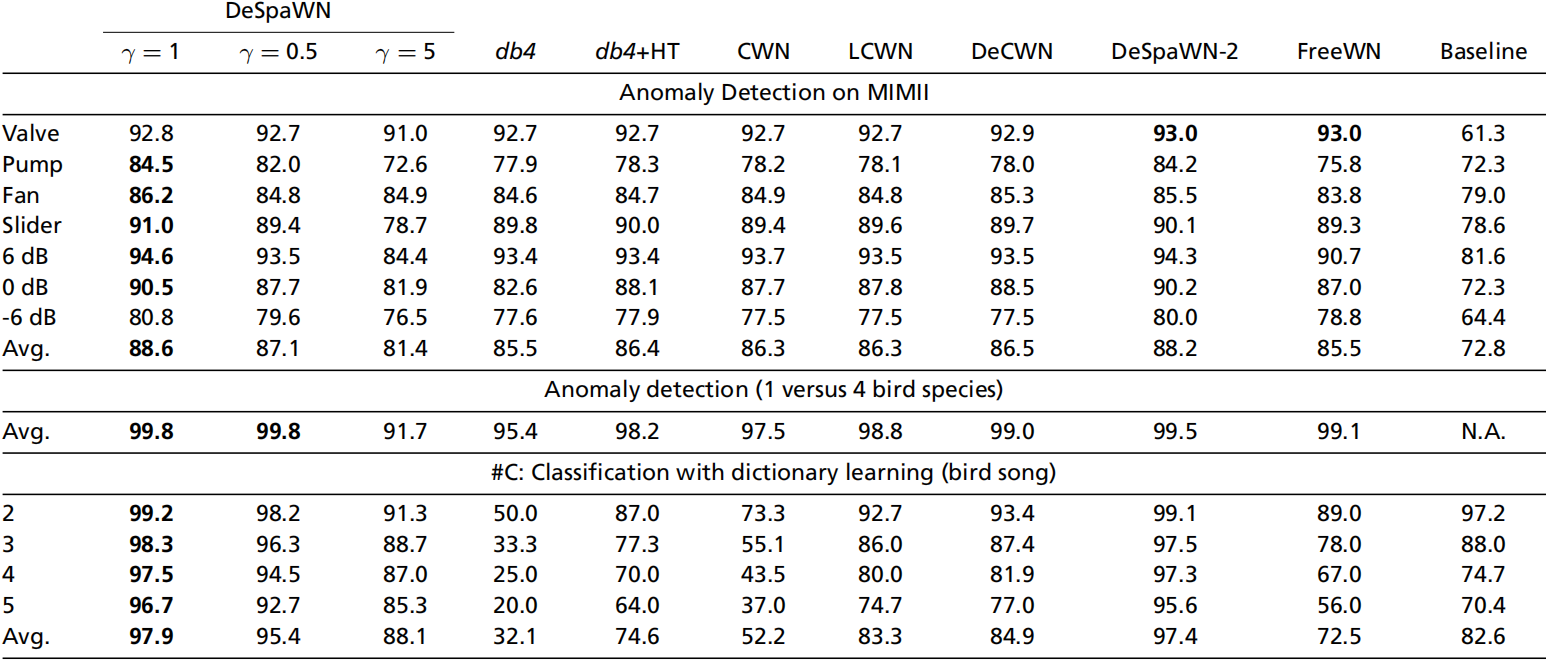 DeSpaWN
γ = 1 γ = 0.5 γ = 5 db4 db4+HT CWN LCWN DeCWN DeSpaWN-2 FreeWN Baseline
Anomaly Detection on MIMII
Valve 92.8 92.7 91.0 92.7 92.7 92.7 92.7 92.9 93.0 93.0 61.3
Pump 84.5 82.0 72.6 77.9 78.3 78.2 78.1 78.0 84.2 75.8 72.3
Fan 86.2 84.8 84.9 84.6 84.7 84.9 84.8 85.3 85.5 83.8 79.0
Slider 91.0 89.4 78.7 89.8 90.0 89.4 89.6 89.7 90.1 89.3 78.6
6 dB 94.6 93.5 84.4 93.4 93.4 93.7 93.5 93.5 94.3 90.7 81.6
0 dB 90.5 87.7 81.9 82.6 88.1 87.7 87.8 88.5 90.2 87.0 72.3
-6 dB 80.8 79.6 76.5 77.6 77.9 77.5 77.5 77.5 80.0 78.8 64.4
Avg. 88.6 87.1 81.4 85.5 86.4 86.3 86.3 86.5 88.2 85.5 72.8
Anomaly detection (1 versus 4 bird species)
Avg. 99.8 99.8 91.7 95.4 98.2 97.5 98.8 99.0 99.5 99.1 N.A.
#C: Classification with dictionary learning (bird song)
2 99.2 98.2 91.3 50.0 87.0 73.3 92.7 93.4 99.1 89.0 97.2
3 98.3 96.3 88.7 33.3 77.3 55.1 86.0 87.4 97.5 78.0 88.0
4 97.5 94.5 87.0 25.0 70.0 43.5 80.0 81.9 97.3 67.0 74.7
5 96.7 92.7 85.3 20.0 64.0 37.0 74.7 77.0 95.6 56.0 70.4
Avg. 97.9 95.4 88.1 32.1 74.6 52.2 83.3 84.9 97.4 72.5 82.6